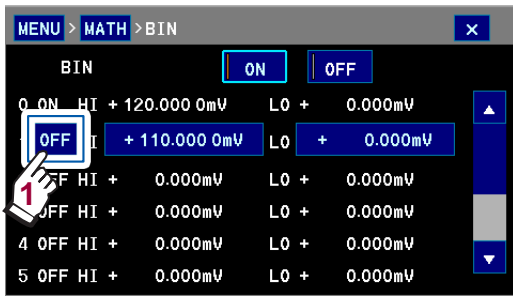 MENU > MATH >BIN ×
BIN ON OFF
0 ON HI + 120.000 0mV LO + 0.000mV
OFF + 110.000 0mV LO + 0.000mV
HI + 0.000mV LO + 0.000mV
1
OFF HI + 0.000mV LO + 0.000mV
4 OFF HI + 0.000mV LO + 0.000mV
5 OFF HI + 0.000mV LO + 0.000mV